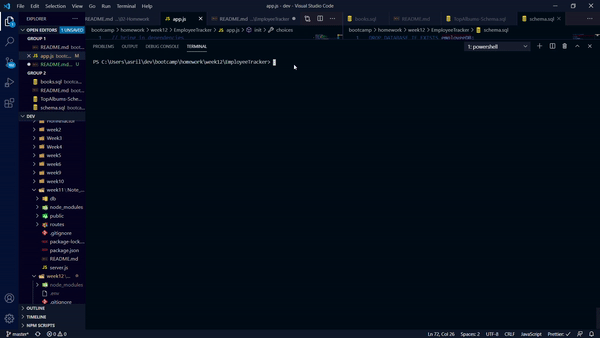 File Edit Selection View Go Run Terminal Help
app.js - dev - Visual Studio Code
EXPLORER
README.md ...\02-Homework
app.js
README.md ...\EmployeeTracker
books.sql
README.md
TopAlbums-Schema.sql
schema.sql
OPEN EDITORS 1 UNSAVED
GROUP 1
README.md bootca...
app.js bootc... M
README.md... U
GROUP 2
books.sql bootca...
README.md bootca...
TopAlbums-Sche...
schema.sql bootc...
bootcamp > homework > week12 > EmployeeTracker > app.js > init > choices
bootcamp > homework > week12 > EmployeeTracker > schema.sql
PROBLEMS OUTPUT DEBUG CONSOLE TERMINAL
1: powershell
PS C:\Users\asril\dev\bootcamp\homework\week12\EmployeeTracker>
DEV
week2
Week3
Week4
week5
week6
week9
week10
week11 \ Note_...
db
node_modules
public
routes
.gitignore
package-lock....
package.json
README.md
server.js
week12 \...
node_modules
.env
.gitignore
OUTLINE
TIMELINE
NPM SCRIPTS
master*
0 0
Ln 72, Col 26 Spaces: 2 UTF-8 CRLF JavaScript Prettier: ✓